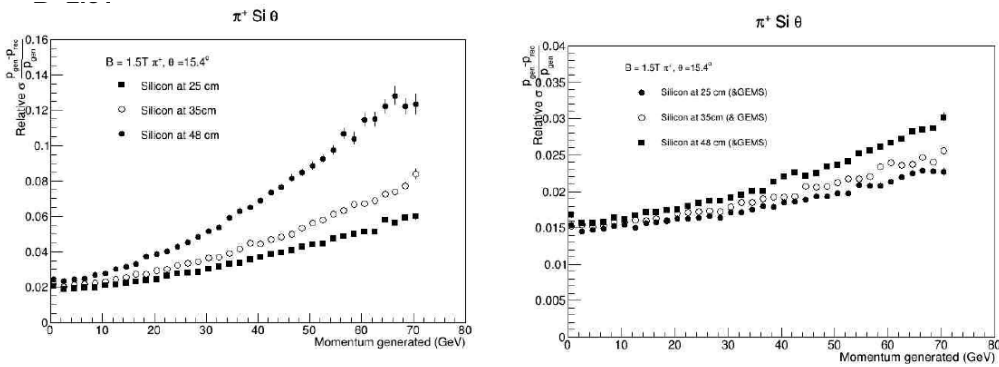 π⁺ Si θ
Relative σ (p_gen-p_rec)/p_gen
0.16
0.14
0.12
0.1
0.08
0.06
0.04
0.02
0
B = 1.5T π⁺, θ =15.4°
Silicon at 25 cm
Silicon at 35cm
Silicon at 48 cm
0 10 20 30 40 50 60 70 80
Momentum generated (GeV)
π⁺ Si θ
Relative σ (p_gen-p_rec)/p_gen
0.04
0.035
0.03
0.025
0.02
0.015
0.01
0.005
0
B = 1.5T π⁺, θ =15.4°
Silicon at 25 cm (&GEMS)
Silicon at 35cm (& GEMS)
Silicon at 48 cm (&GEMS)
0 10 20 30 40 50 60 70 80
Momentum generated (GeV)